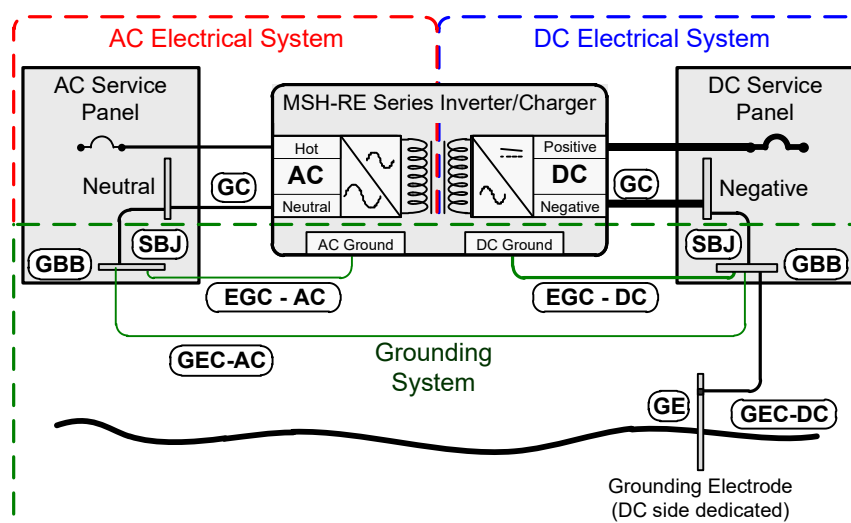 AC Electrical System
DC Electrical System
AC Service
Panel
MSH-RE Series Inverter/Charger
DC Service
Panel
Hot
AC
Neutral
Positive
DC
Negative
Neutral
GC
GC
Negative
SBJ
AC Ground
DC Ground
SBJ
GBB
GBB
EGC - AC
EGC - DC
GEC-AC
Grounding
System
GE
GEC-DC
Grounding Electrode
(DC side dedicated)